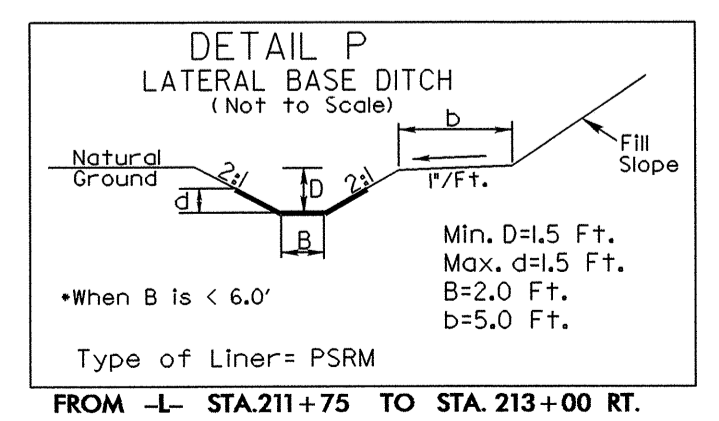 DETAIL P
LATERAL BASE DITCH
(Not to Scale)
b
Natural
Ground
2:1
D
2:1
1"/Ft.
Fill
Slope
d
B
Min. D=1.5 Ft.
Max. d=1.5 Ft.
B=2.0 Ft.
b=5.0 Ft.
*When B is < 6.0'
Type of Liner= PSRM
FROM -L- STA.211+75 TO STA. 213+00 RT.